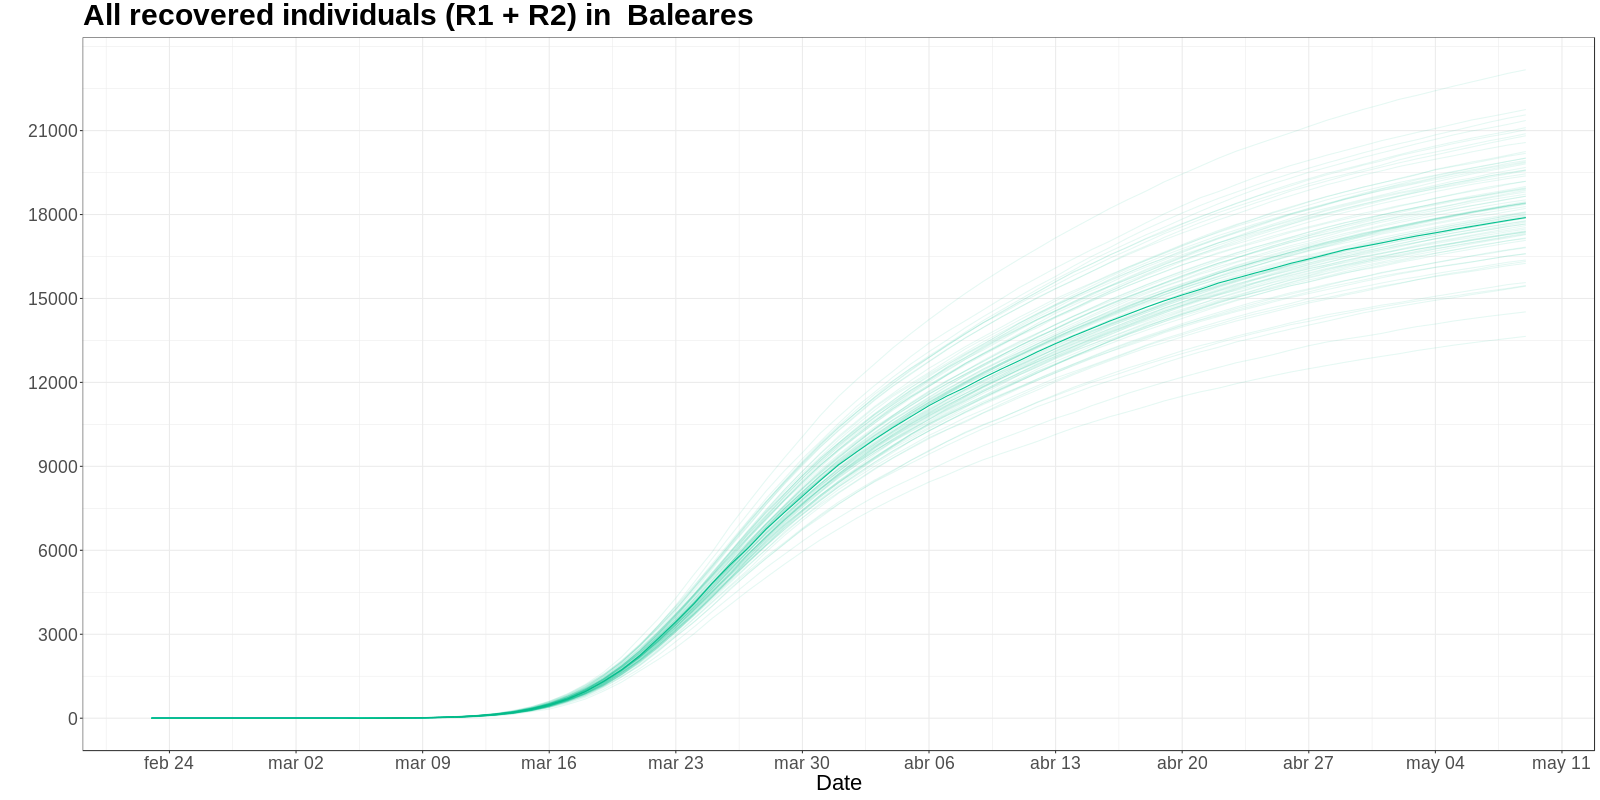 All recovered individuals (R1 + R2) in  Baleares
21000
18000
15000
12000
9000
6000
3000
0
feb 24 mar 02 mar 09 mar 16 mar 23 mar 30 abr 06 abr 13 abr 20 abr 27 may 04 may 11
Date